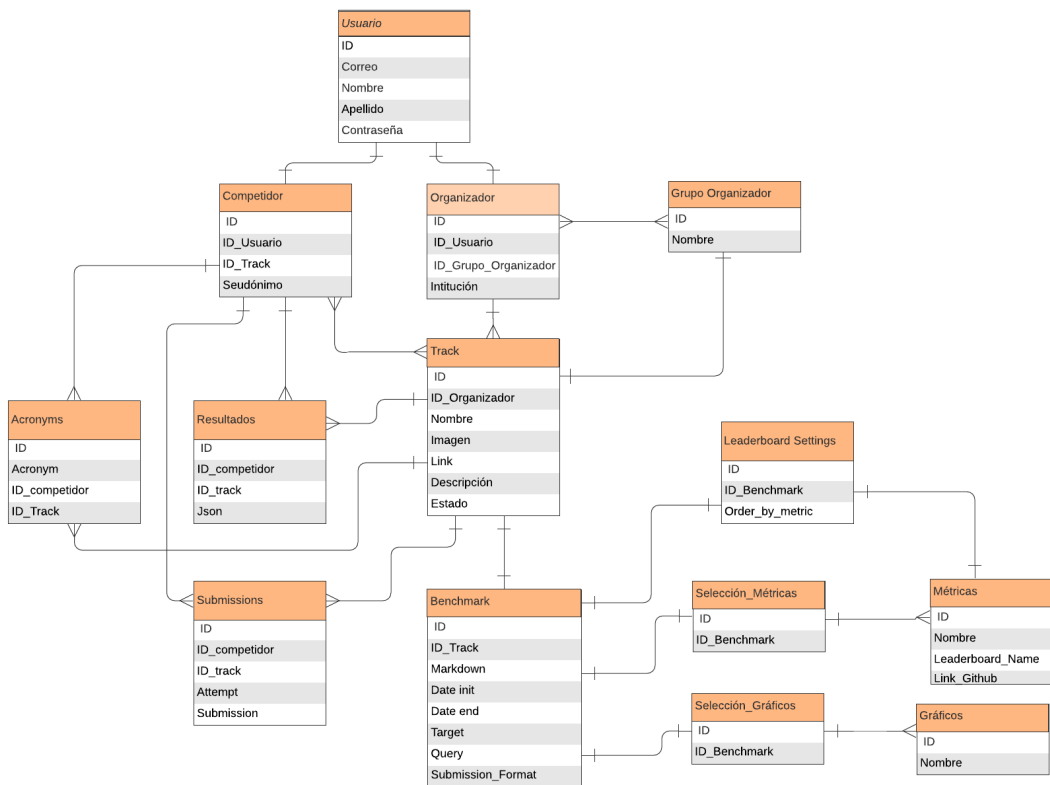 Usuario
ID
Correo
Nombre
Apellido
Contraseña
Competidor
ID
ID_Usuario
ID_Track
Seudónimo
Organizador
ID
ID_Usuario
ID_Grupo_Organizador
Intitución
Grupo Organizador
ID
Nombre
Track
ID
ID_Organizador
Nombre
Imagen
Link
Descripción
Estado
Acronyms
ID
Acronym
ID_competidor
ID_Track
Resultados
ID
ID_competidor
ID_track
Json
Leaderboard Settings
ID
ID_Benchmark
Order_by_metric
Submissions
ID
ID_competidor
ID_track
Attempt
Submission
Benchmark
ID
ID_Track
Markdown
Date init
Date end
Target
Query
Submission_Format
Selección_Métricas
ID
ID_Benchmark
Métricas
ID
Nombre
Leaderboard_Name
Link_Github
Selección_Gráficos
ID
ID_Benchmark
Gráficos
ID
Nombre